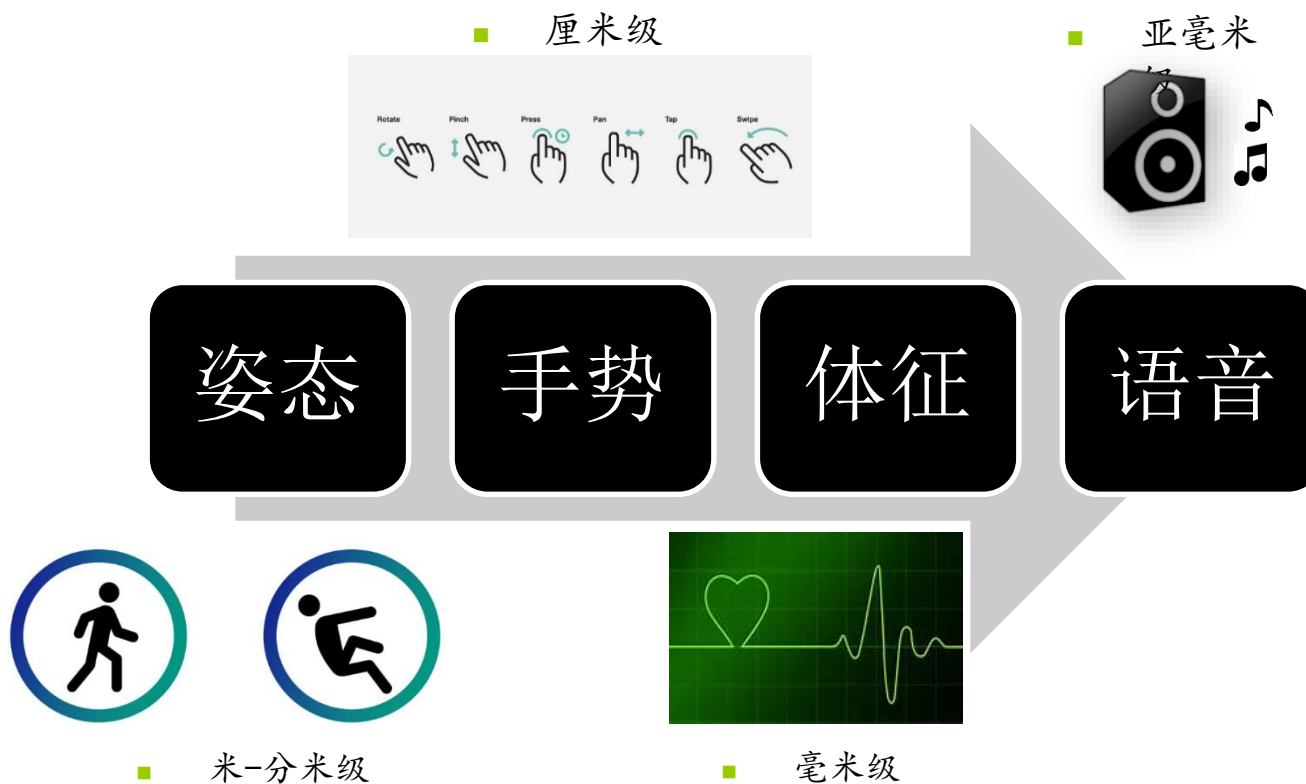 厘米级
亚毫米
级
Rotate Pinch Press Pan Tap Swipe
姿态 手势 体征 语音
米-分米级
毫米级